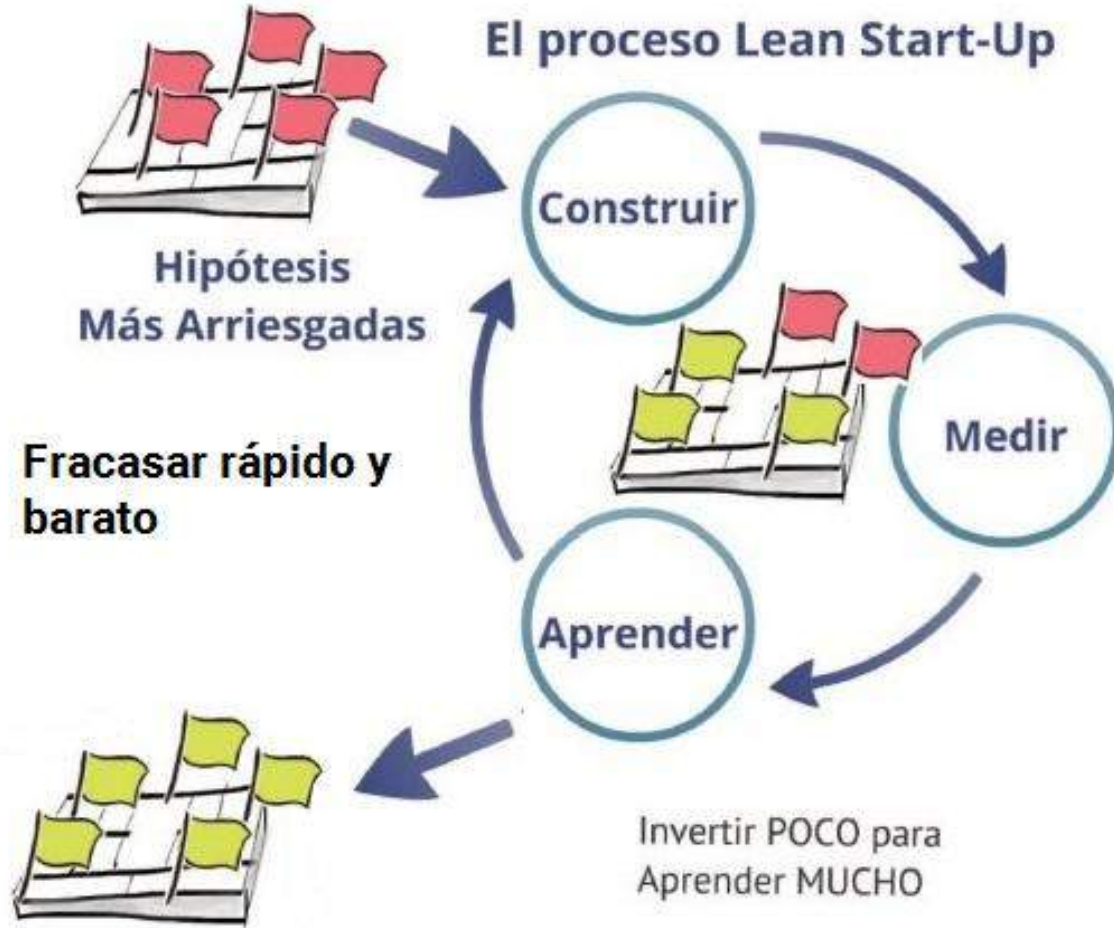 El proceso Lean Start-Up
Construir
Hipótesis
Más Arriesgadas
Medir
Fracasar rápido y
barato
Aprender
Invertir POCO para
Aprender MUCHO